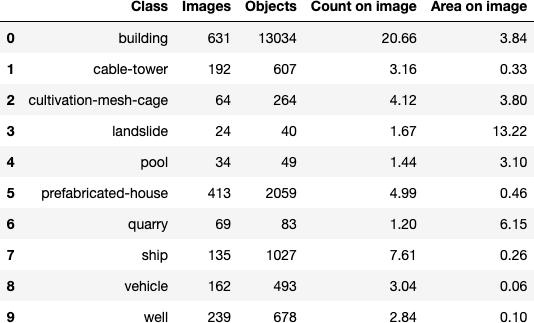 Class Images Objects Count on image Area on image
0 building 631 13034 20.66 3.84
1 cable-tower 192 607 3.16 0.33
2 cultivation-mesh-cage 64 264 4.12 3.80
3 landslide 24 40 1.67 13.22
4 pool 34 49 1.44 3.10
5 prefabricated-house 413 2059 4.99 0.46
6 quarry 69 83 1.20 6.15
7 ship 135 1027 7.61 0.26
8 vehicle 162 493 3.04 0.06
9 well 239 678 2.84 0.10